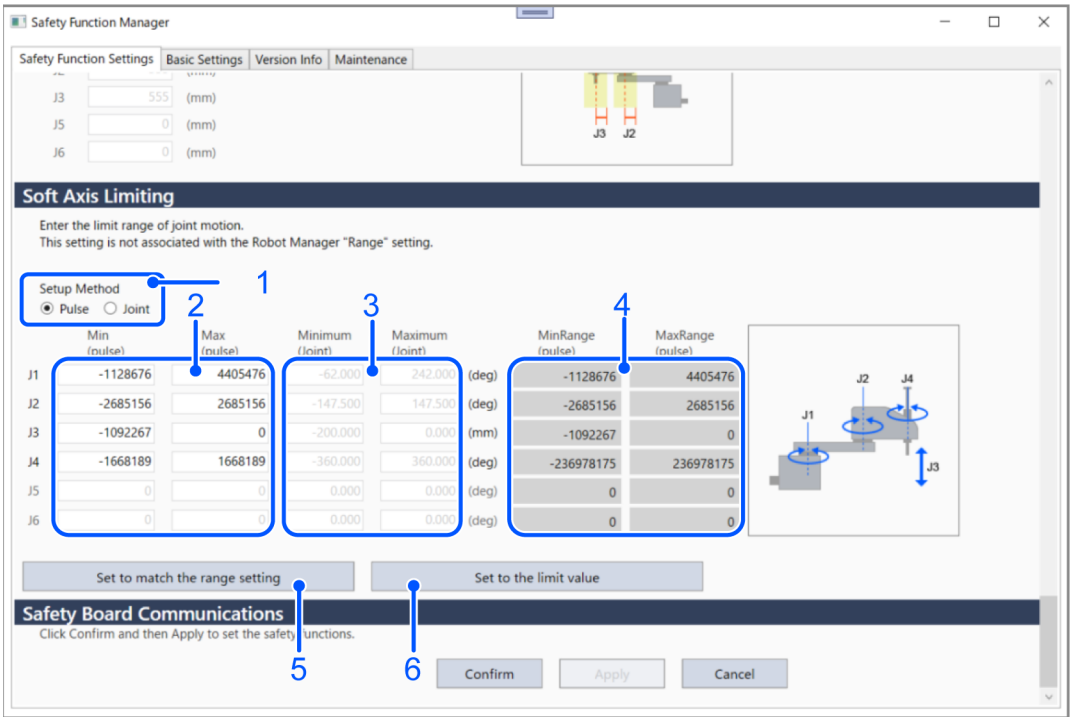 Safety Function Manager
Safety Function Settings Basic Settings Version Info Maintenance
J3 555 (mm)
J5 0 (mm)
J6 0 (mm)
J3 J2
Soft Axis Limiting
Enter the limit range of joint motion.
This setting is not associated with the Robot Manager "Range" setting.
1
Setup Method
Pulse Joint
2 3 4
Min Max Minimum Maximum MinRange MaxRange
(pulse) (pulse) (Joint) (Joint) (pulse) (pulse)
J1 -1128676 4405476 -62.000 242.000 (deg) -1128676 4405476
J2 -2685156 2685156 -147.500 147.500 (deg) -2685156 2685156
J3 -1092267 0 -200.000 0.000 (mm) -1092267 0
J4 -1668189 1668189 -360.000 360.000 (deg) -236978175 236978175
J5 0 0 0.000 0.000 (deg) 0 0
J6 0 0 0.000 0.000 (deg) 0 0
J2 J4
J1
J3
Set to match the range setting Set to the limit value
Safety Board Communications
Click Confirm and then Apply to set the safety functions.
5 6
Confirm Apply Cancel